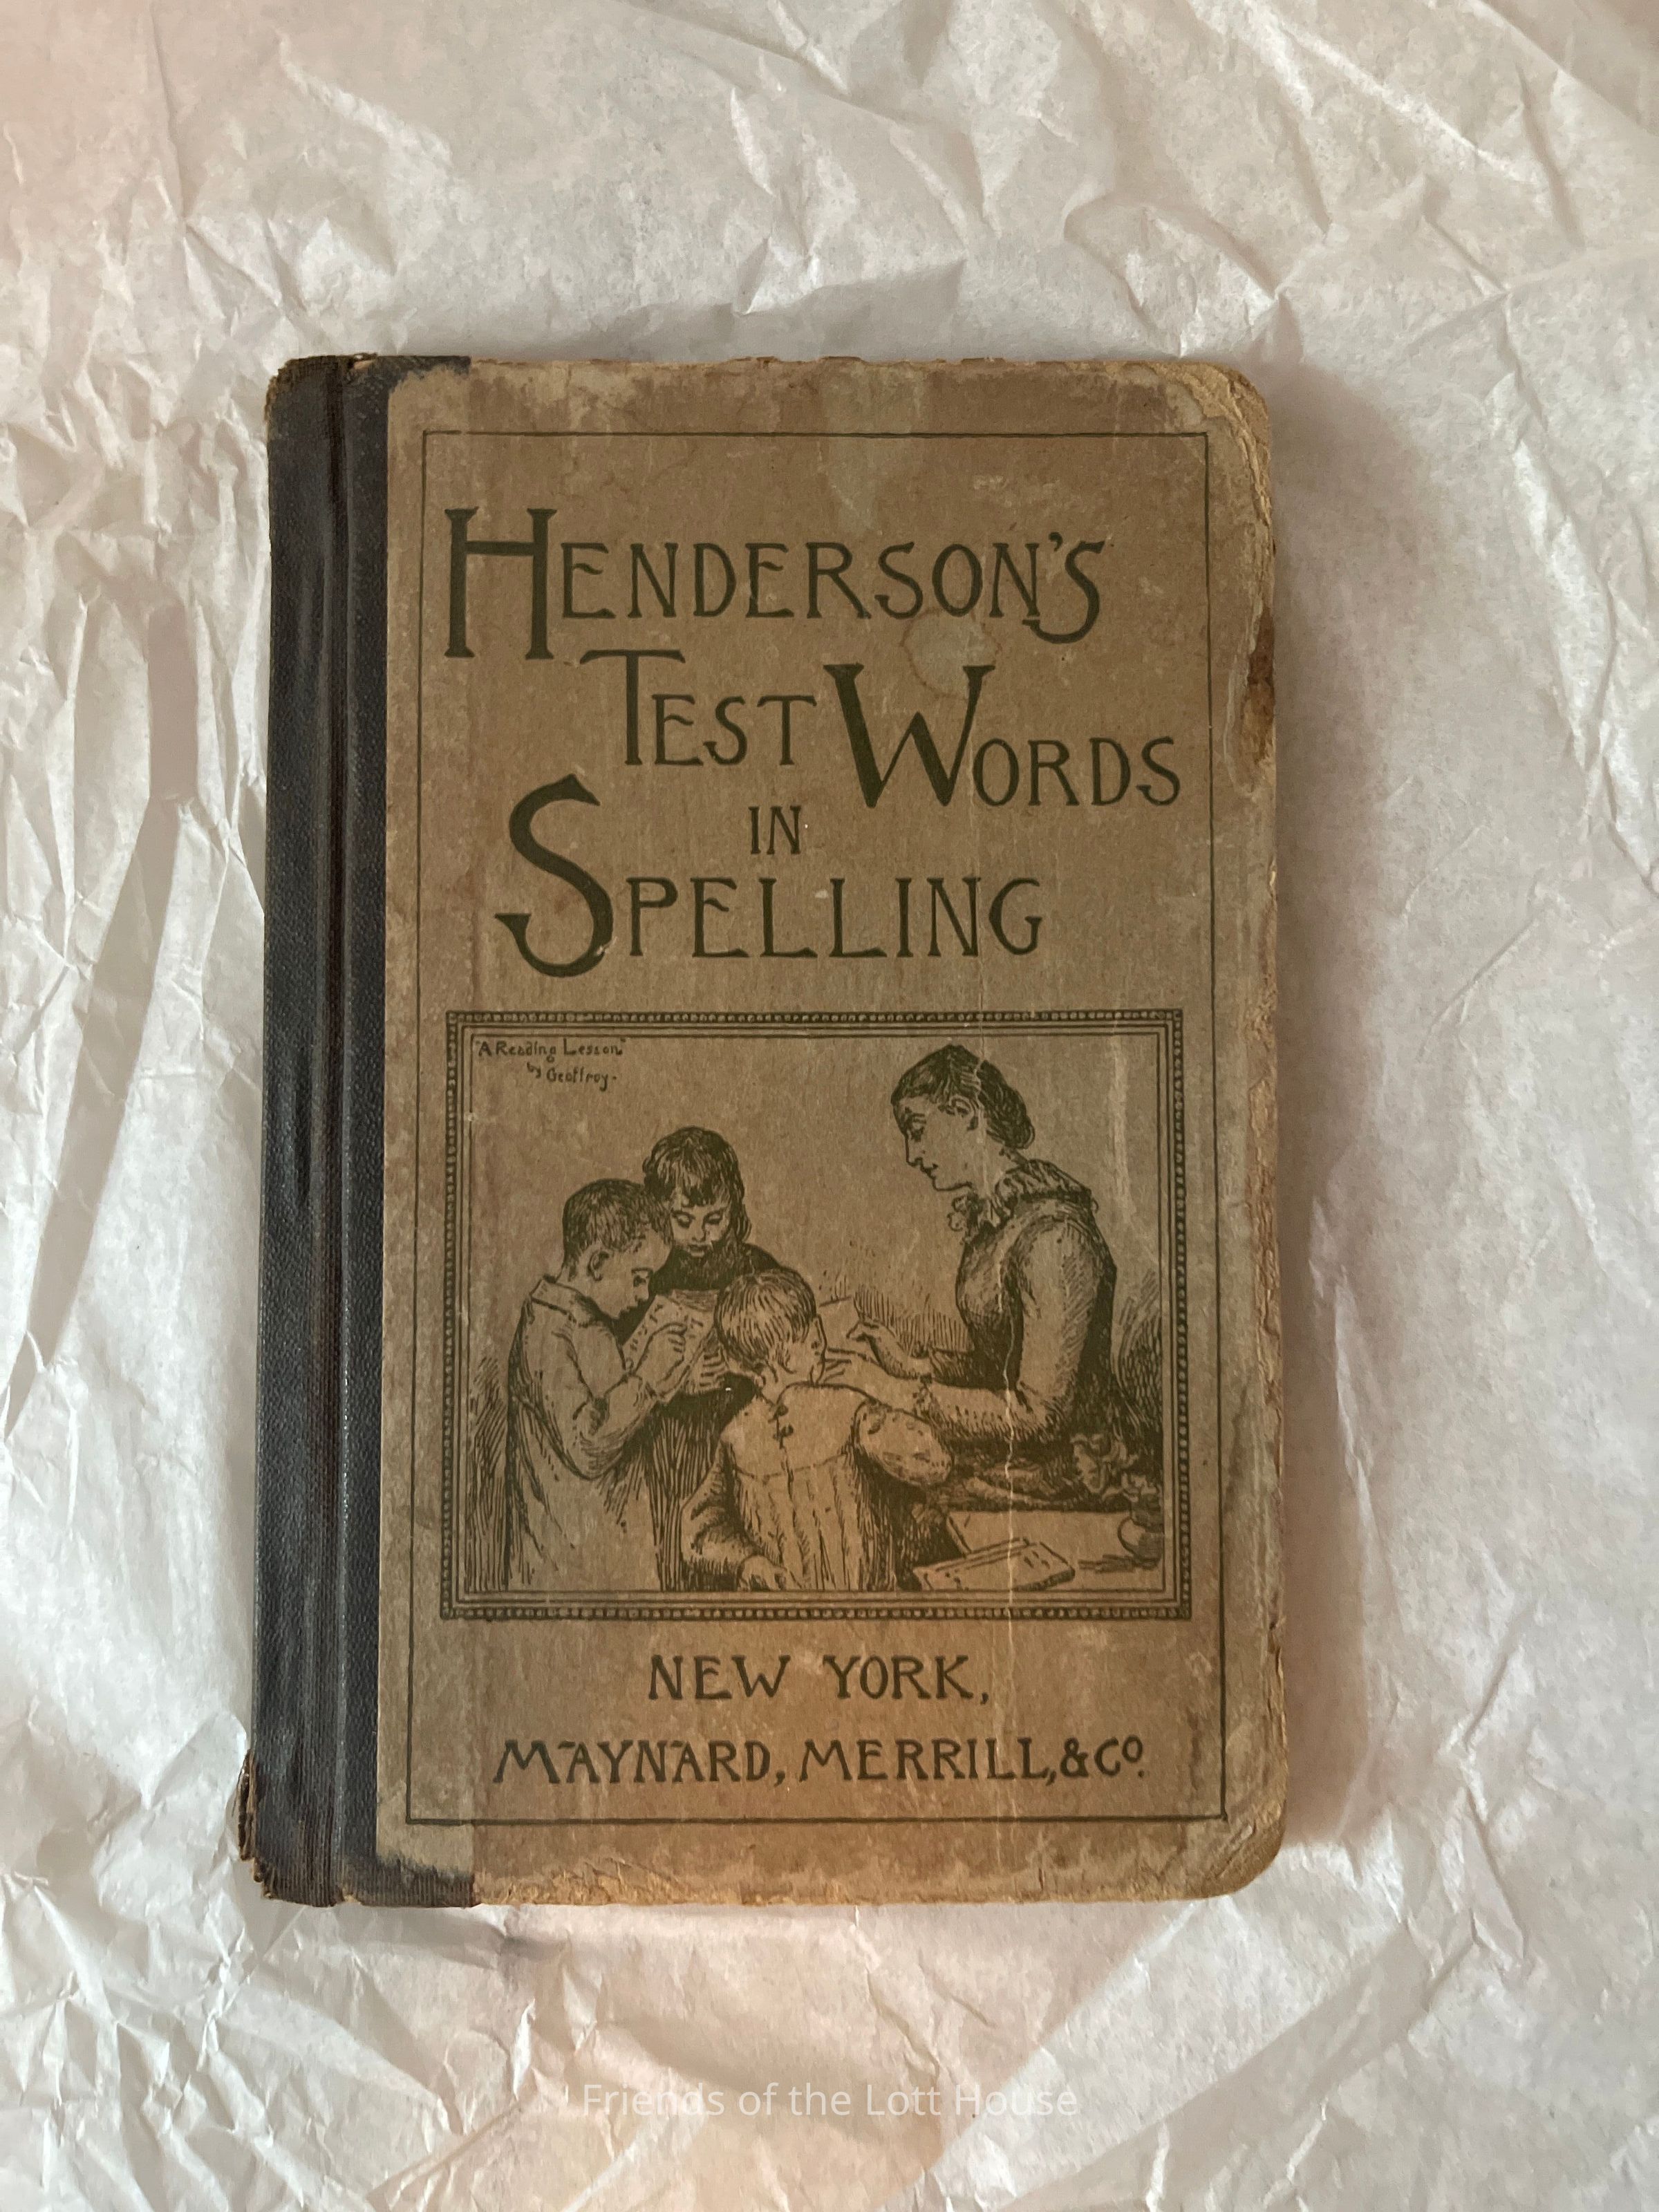 HENDERSON'S
TEST WORDS
IN
SPELLING
"A Reading Lesson"
by Geoffroy-
NEW YORK,
MAYNARD, MERRILL, & CO.
Friends of the Lott House